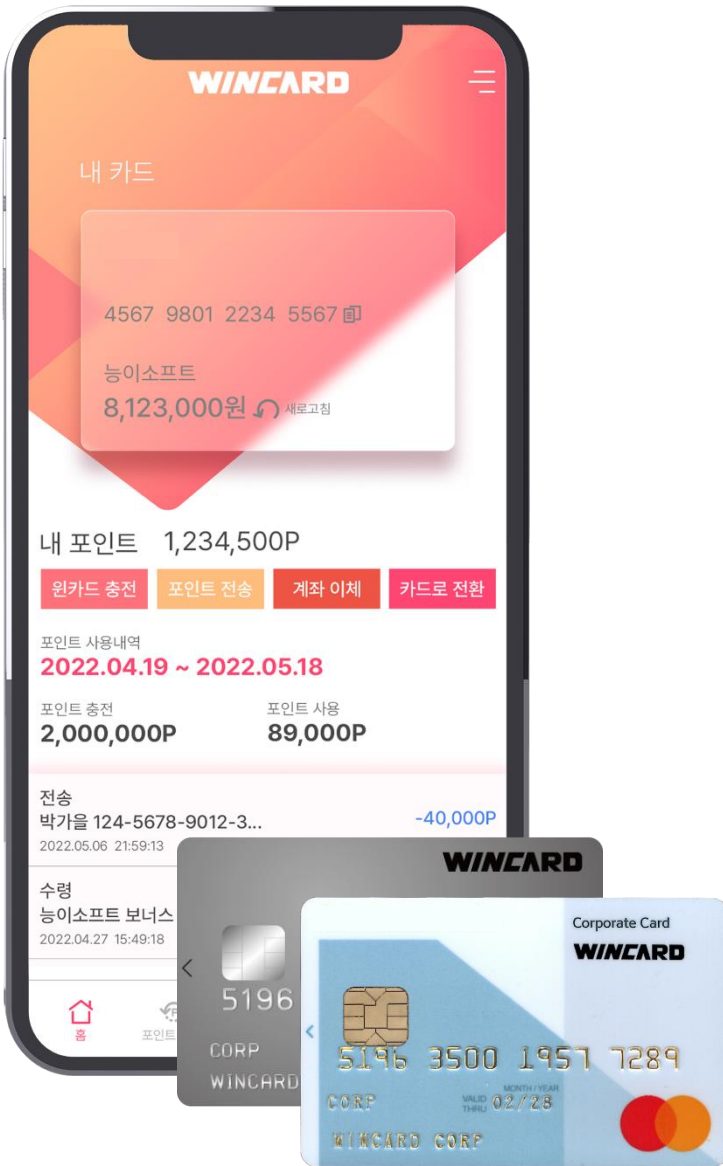 WINCARD
내 카드
4567 9801 2234 5567
능이소프트
8,123,000원 새로고침
내 포인트 1,234,500P
윈카드 충전 포인트 전송 계좌 이체 카드로 전환
포인트 사용내역
2022.04.19 ~ 2022.05.18
포인트 충전 포인트 사용
2,000,000P 89,000P
전송
박가을 124-5678-9012-3... -40,000P
2022.05.06 21:59:13
수령
능이소프트 보너스
2022.04.27 15:49:18
홈 포인트
WINCARD
5196
CORP
WINCARD
Corporate Card
WINCARD
5196 3500 1957 7289
MONTH/YEAR
CORP VALID THRU 02/28
WINCARD CORP